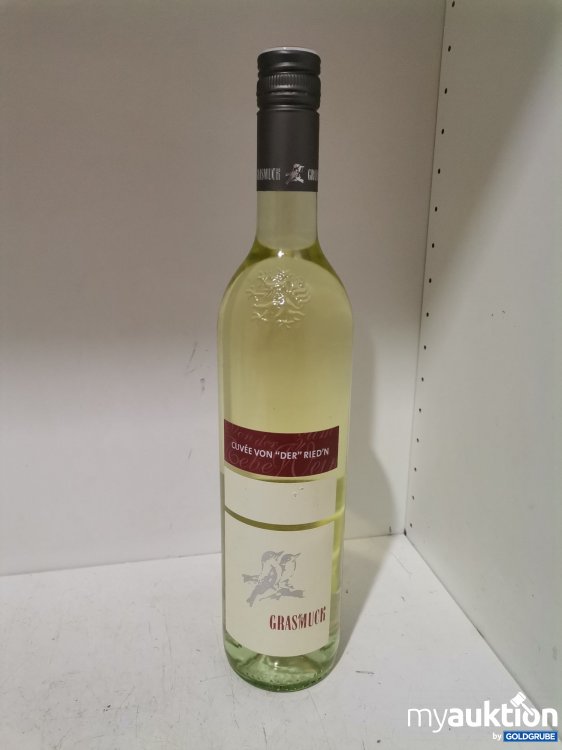 GRASMUCK
CUVÉE VON "DER" RIED'N
GRASMUCK
myauktion
by GOLDGRUBE